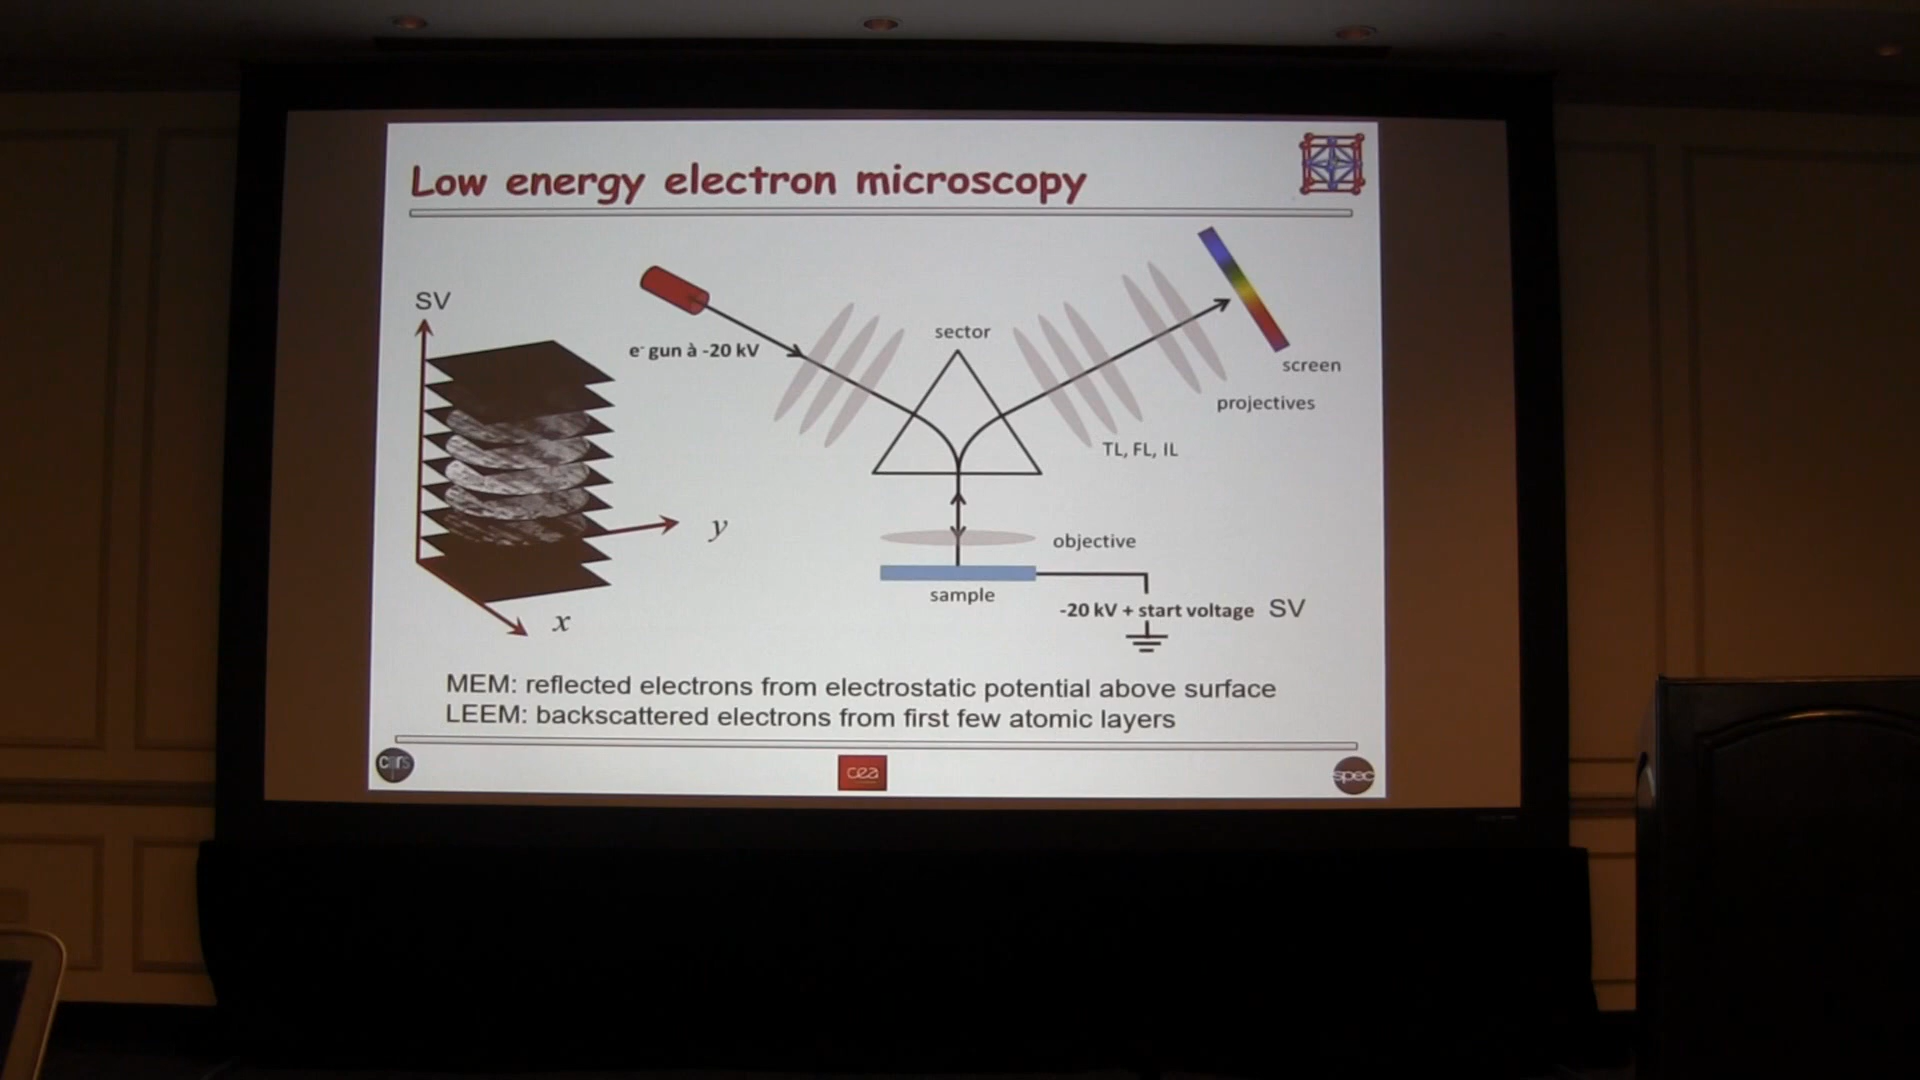 Low energy electron microscopy
SV
e- gun à -20 kV
sector
screen
projectives
TL, FL, IL
y
objective
sample
x
-20 kV + start voltage SV
MEM: reflected electrons from electrostatic potential above surface
LEEM: backscattered electrons from first few atomic layers
cnrs
cea
spec